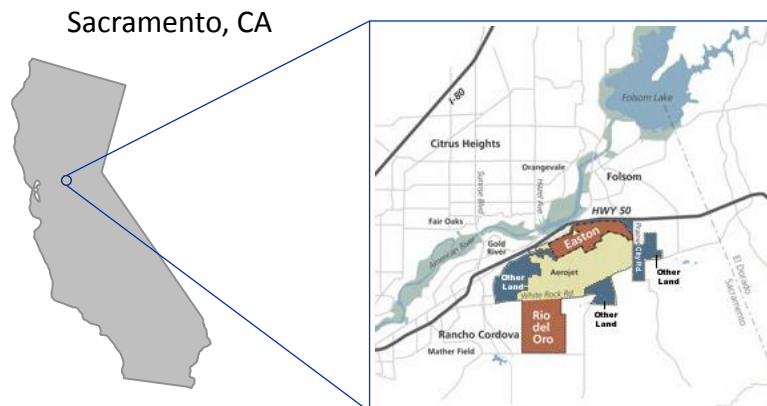 Sacramento, CA
I-80
Folsom Lake
Citrus Heights
Orangevale
Folsom
Sunrise Blvd
Hazel Ave
HWY 50
Fair Oaks
Gold
River
American River
Easton
Prairie City Rd.
El Dorado
Sacramento
Other
Land
Aerojet
Other
Land
White Rock Rd.
Other
Land
Rio
del
Oro
Rancho Cordova
Mather Field